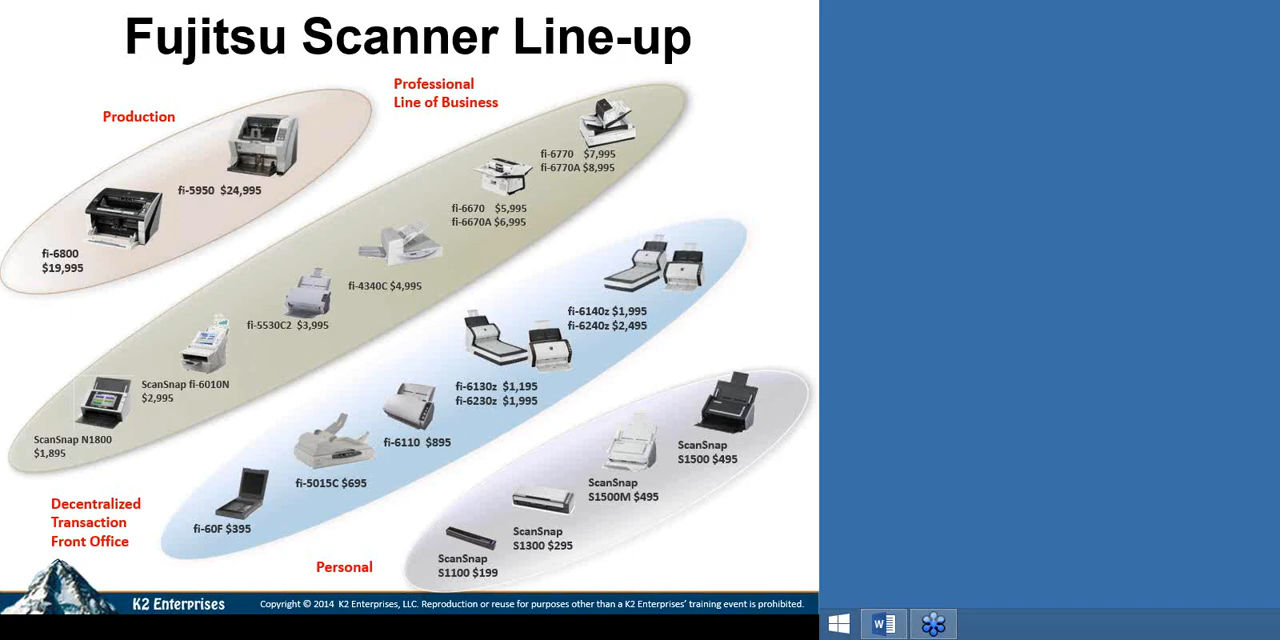 Fujitsu Scanner Line-up
Production
fi-5950 $24,995
fi-6800
$19,995
Professional
Line of Business
fi-6770 $7,995
fi-6770A $8,995
fi-6670 $5,995
fi-6670A $6,995
fi-4340C $4,995
fi-5530C2 $3,995
ScanSnap fi-6010N
$2,995
ScanSnap N1800
$1,895
fi-6140z $1,995
fi-6240z $2,495
fi-6130z $1,195
fi-6230z $1,995
fi-6110 $895
fi-5015C $695
fi-60F $395
Decentralized
Transaction
Front Office
ScanSnap
S1500 $495
ScanSnap
S1500M $495
ScanSnap
S1300 $295
ScanSnap
S1100 $199
Personal
K2 Enterprises
Copyright © 2014 K2 Enterprises, LLC. Reproduction or reuse for purposes other than a K2 Enterprises’ training event is prohibited.
W